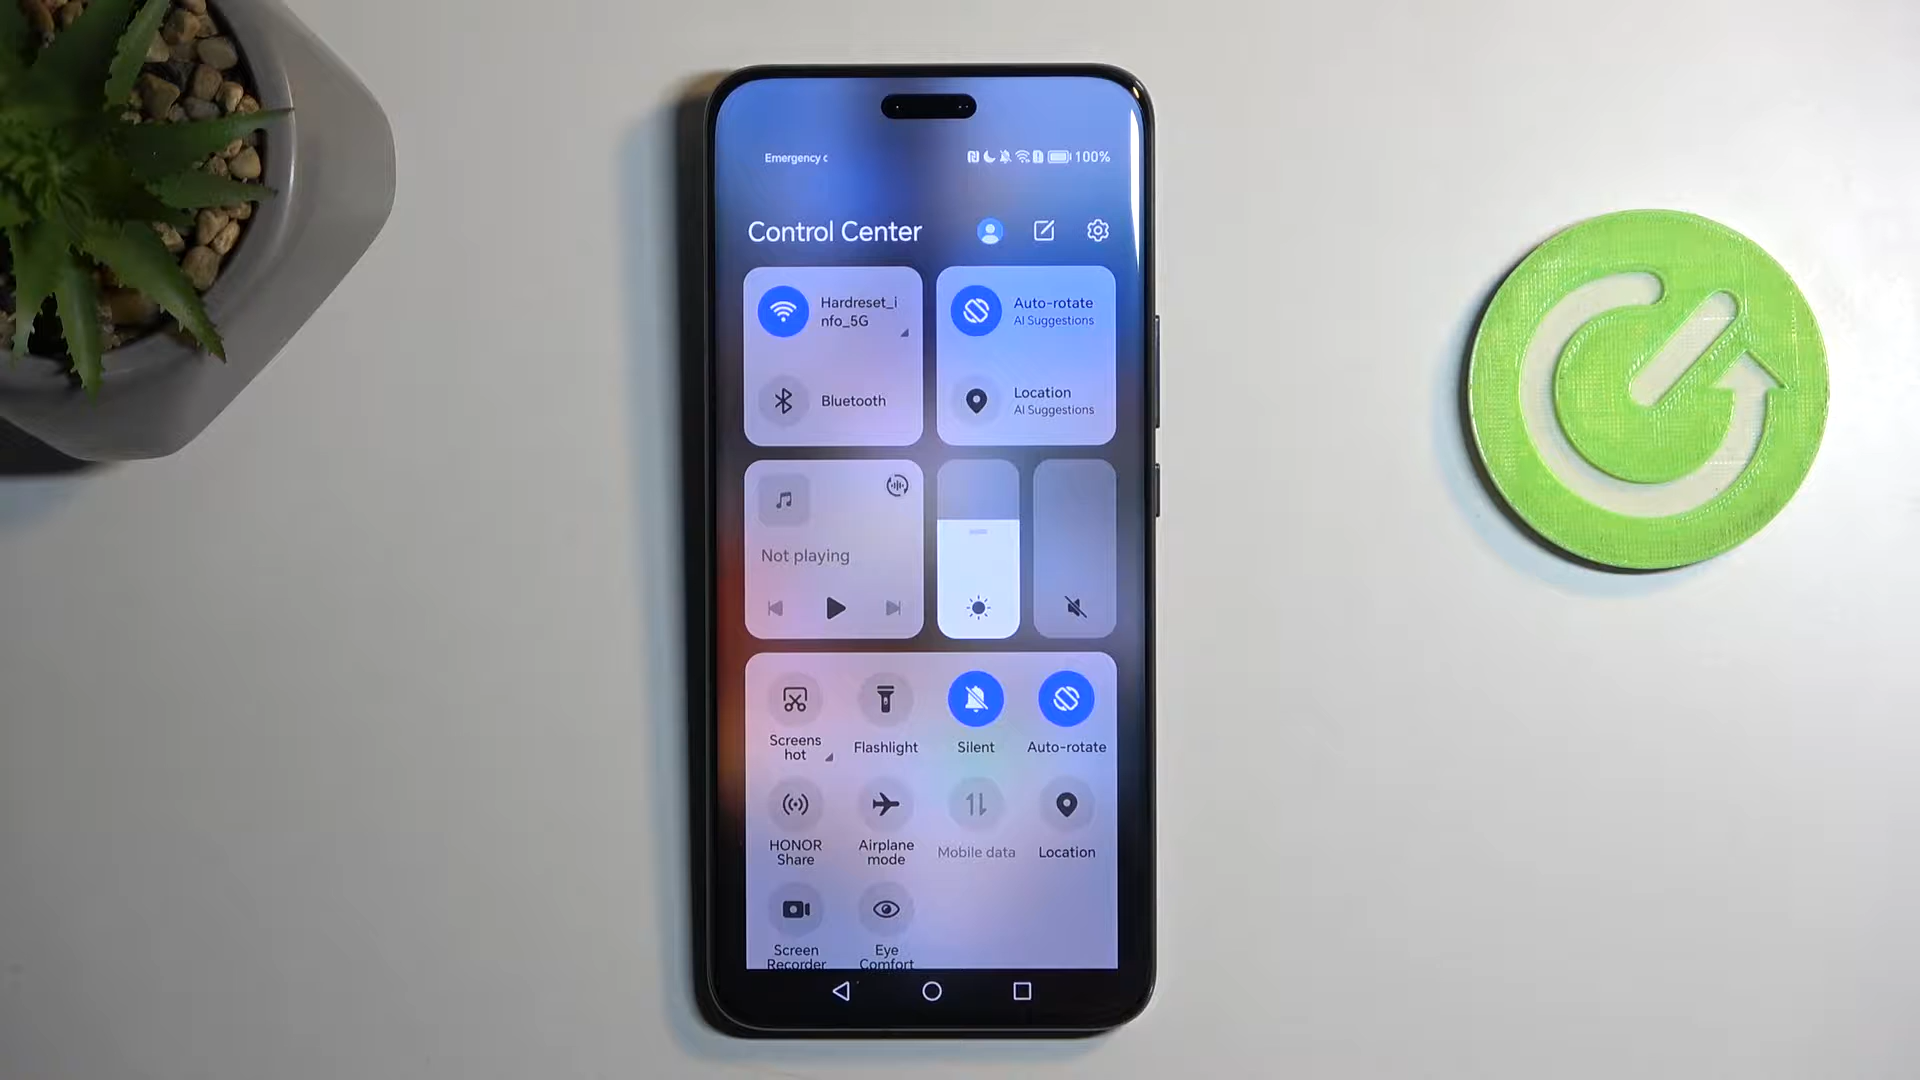 Emergency c
100%
Control Center
Hardreset_i
nfo_5G
Auto-rotate
AI Suggestions
Bluetooth
Location
AI Suggestions
Not playing
Screens
hot
Flashlight
Silent
Auto-rotate
HONOR
Share
Airplane
mode
Mobile data
Location
Screen
Recorder
Eye
Comfort